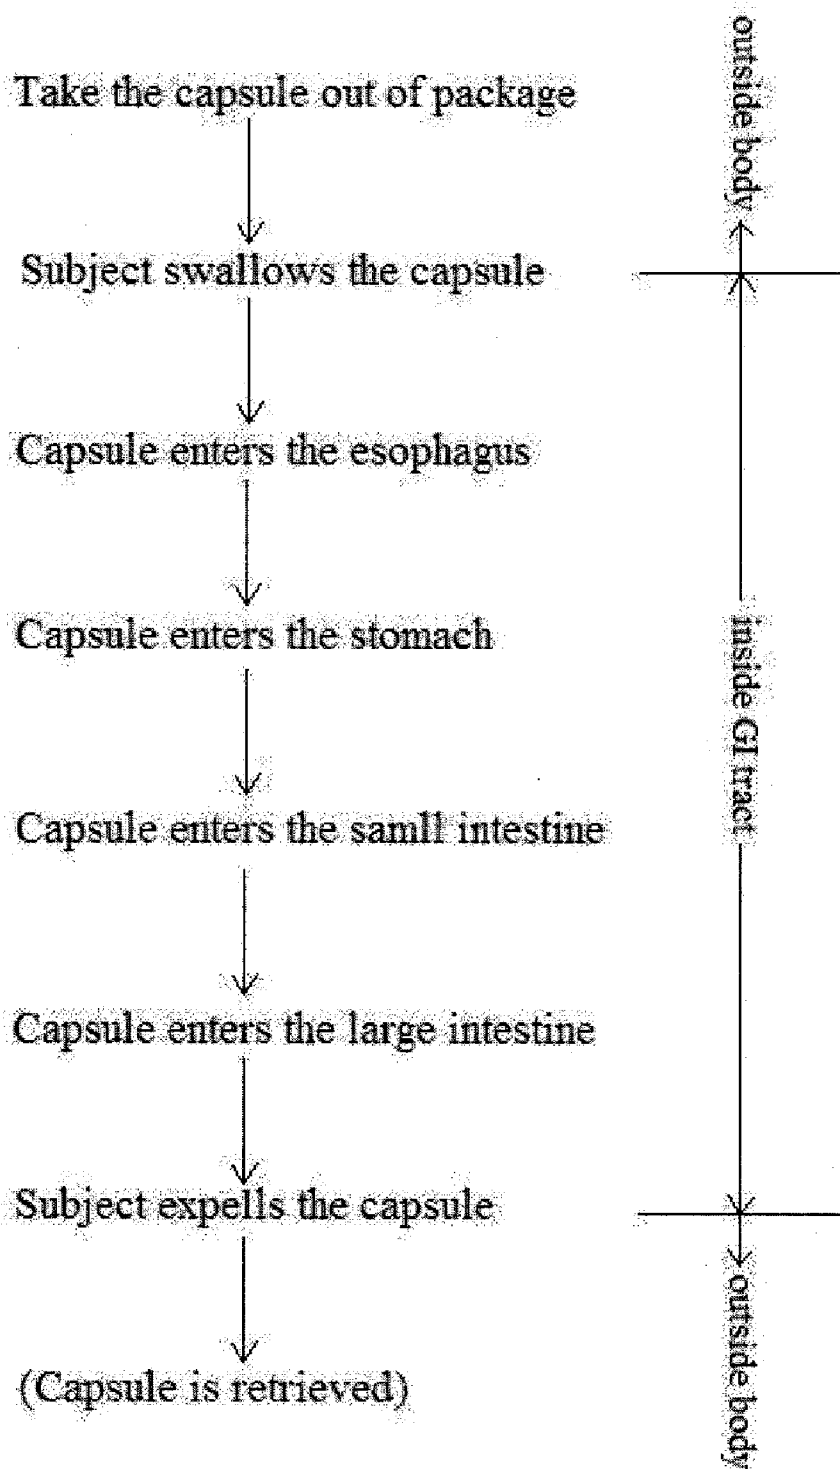 Take the capsule out of package
Subject swallows the capsule
Capsule enters the esophagus
Capsule enters the stomach
Capsule enters the samll intestine
Capsule enters the large intestine
Subject expells the capsule
(Capsule is retrieved)
outside body
inside GI tract
outside body